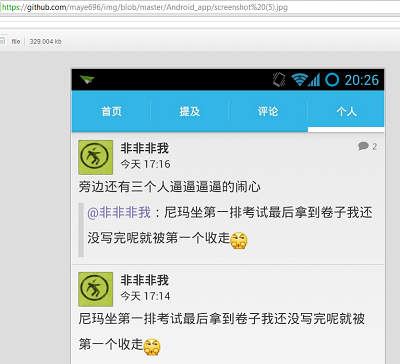 https://github.com/maye696/img/blob/master/Android_app/screenshot%20(5).jpg
file 329.004 kb
20:26
首页 提及 评论 个人
非非非我 2
今天 17:16
旁边还有三个人逼逼逼逼的闹心
@非非非我：尼玛坐第一排考试最后拿到卷子我还
没写完呢就被第一个收走
非非非我
今天 17:14
尼玛坐第一排考试最后拿到卷子我还没写完呢就被
第一个收走